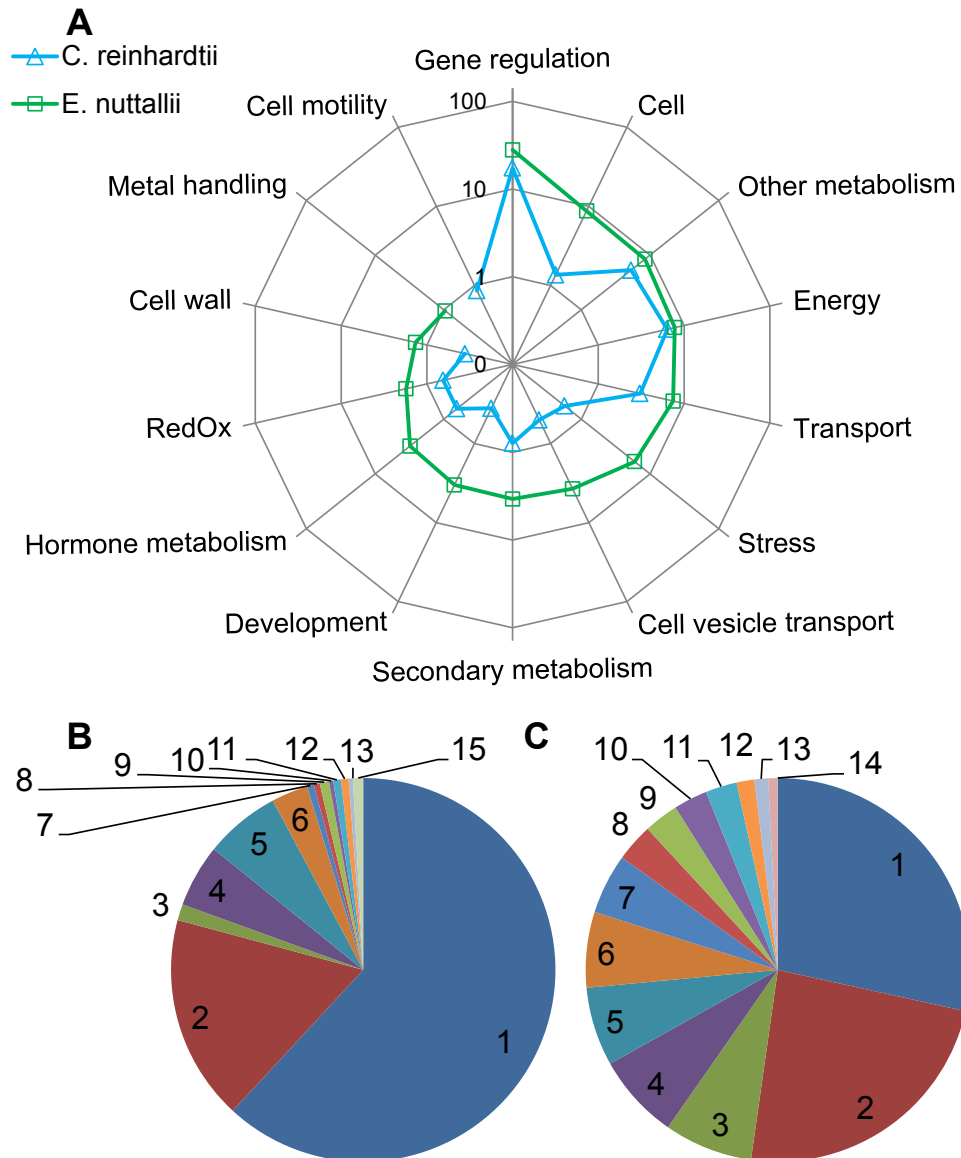 A
C. reinhardtii
E. nuttallii
Gene regulation
Cell motility
Cell
100
Metal handling
Other metabolism
10
Cell wall
1
Energy
0
RedOx
Transport
Hormone metabolism
Stress
Development
Cell vesicle transport
Secondary metabolism
B
8
9
10
11
12
13
15
7
6
5
4
3
2
1
C
10
11
12
13
14
9
8
7
6
5
4
3
2
1